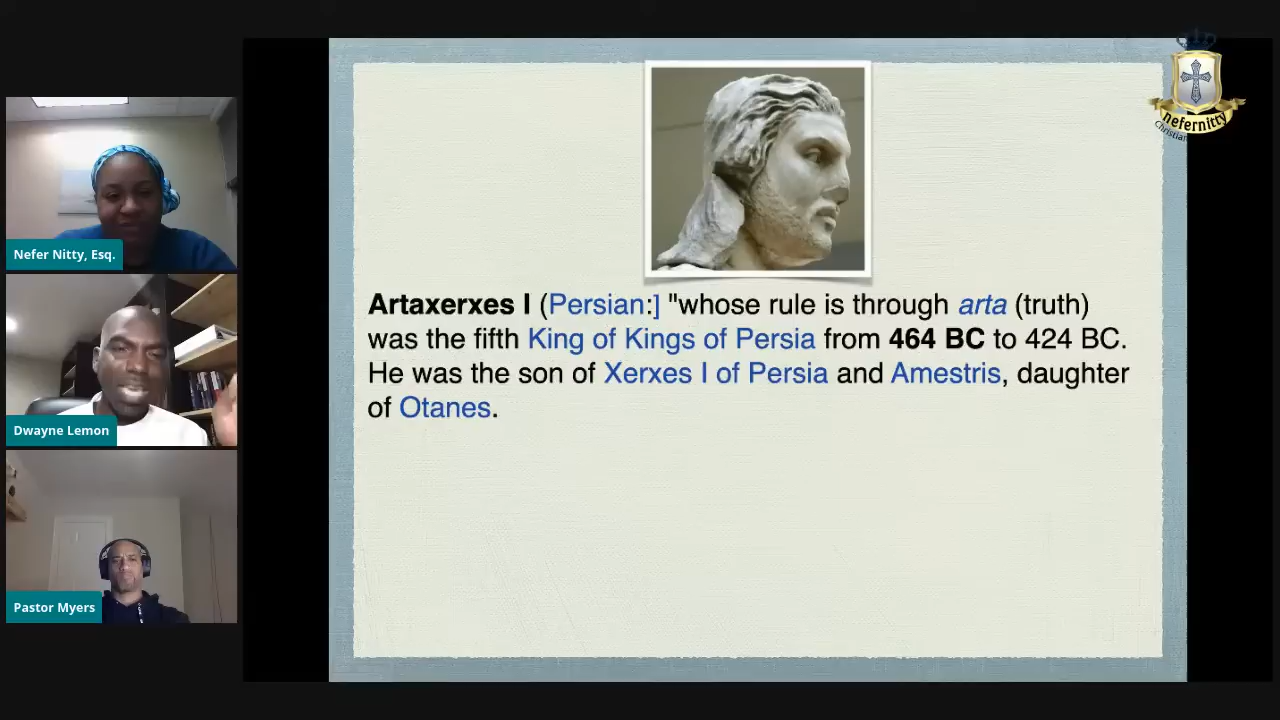 nefernitty
Christian
Nefer Nitty, Esq.
Dwayne Lemon
Pastor Myers
Artaxerxes I (Persian:] "whose rule is through arta (truth)
was the fifth King of Kings of Persia from 464 BC to 424 BC.
He was the son of Xerxes I of Persia and Amestris, daughter
of Otanes.